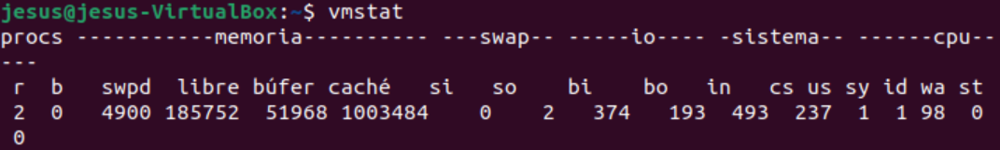 jesus@jesus-VirtualBox:~$ vmstat
procs -----------memoria---------- ---swap-- -----io---- -sistema-- ------cpu--
---
 r  b   swpd  libre búfer caché   si   so    bi    bo   in   cs us sy id wa st
 2  0   4900 185752  51968 1003484    0    2   374   193  493  237  1  1 98  0
 0